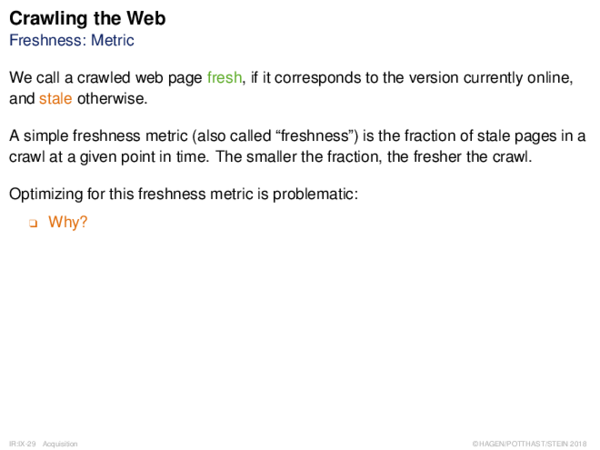 Crawling the Web
Freshness: Metric
We call a crawled web page fresh, if it corresponds to the version currently online,
and stale otherwise.
A simple freshness metric (also called “freshness”) is the fraction of stale pages in a
crawl at a given point in time. The smaller the fraction, the fresher the crawl.
Optimizing for this freshness metric is problematic:
❑ Why?
IR:IX-29 Acquisition ©HAGEN/POTTHAST/STEIN 2018